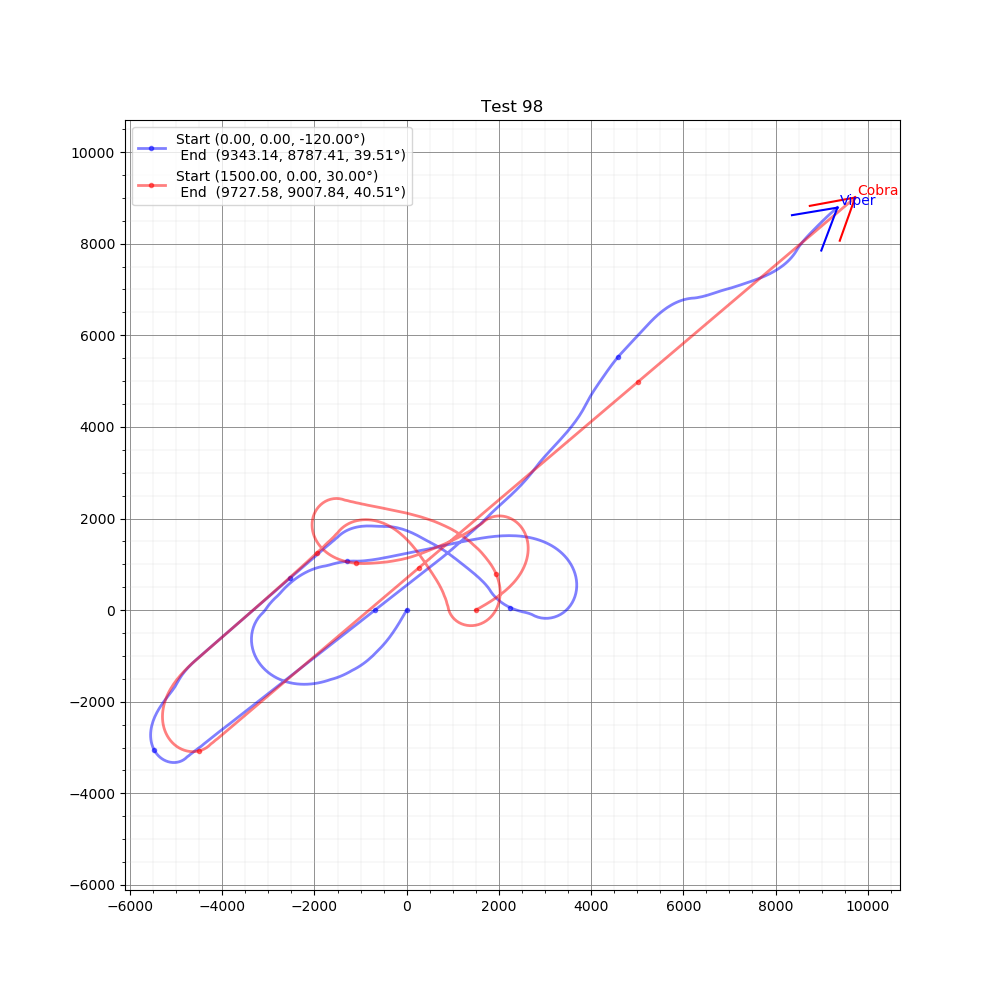 Test 98
Start (0.00, 0.00, -120.00°)
End  (9343.14, 8787.41, 39.51°)
Start (1500.00, 0.00, 30.00°)
End  (9727.58, 9007.84, 40.51°)
Cobra
Viper
10000
8000
6000
4000
2000
0
−2000
−4000
−6000
−6000 −4000 −2000 0 2000 4000 6000 8000 10000